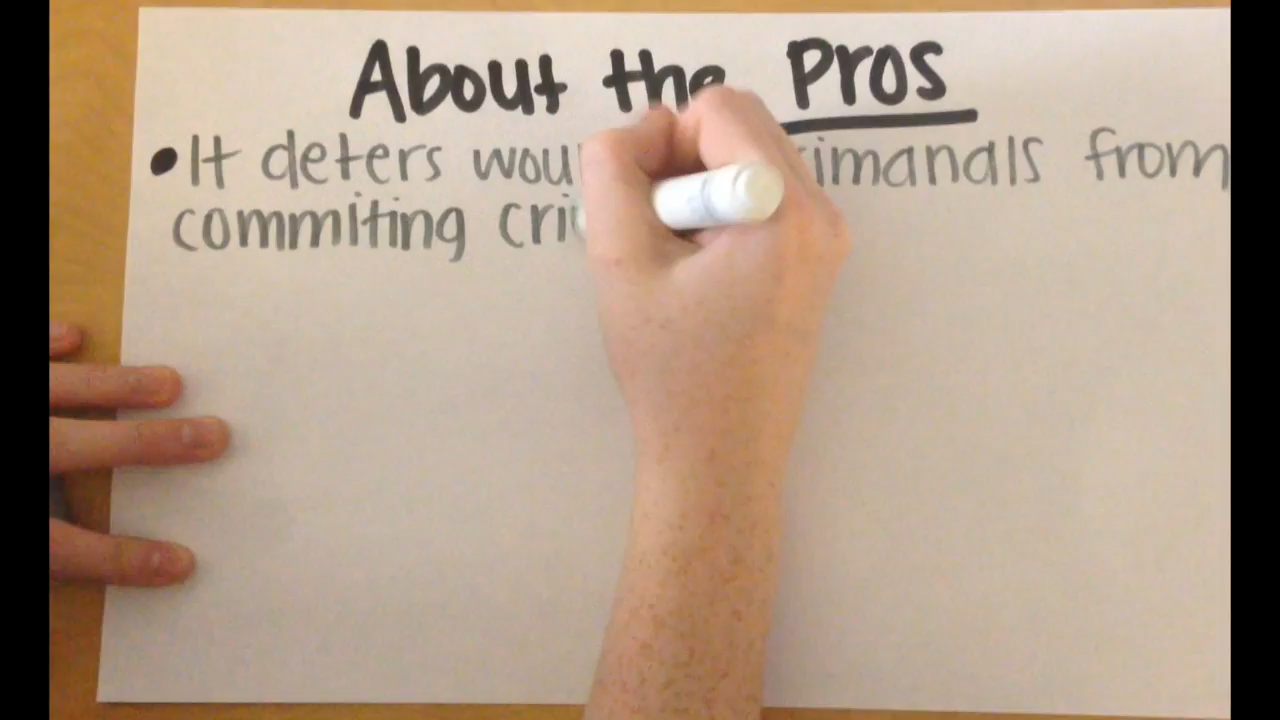 About the Pros
•It deters from
commiting